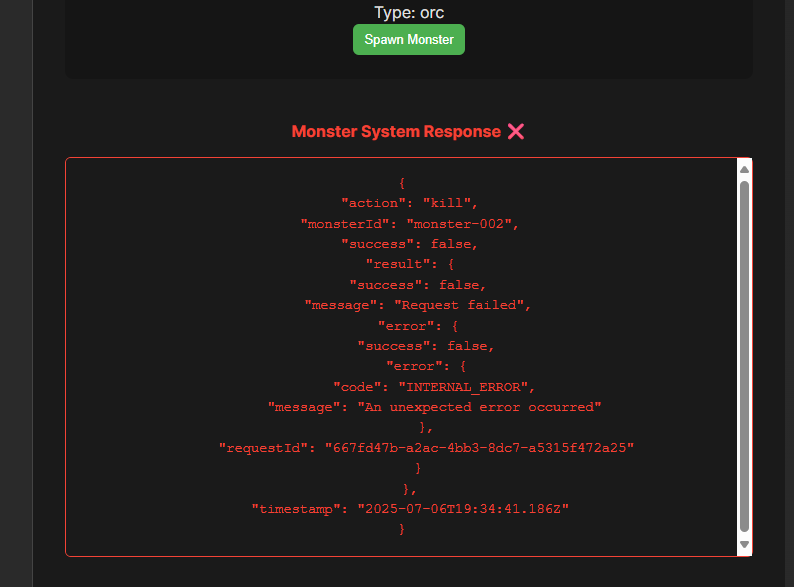 Type: orc
Spawn Monster
Monster System Response ❌
{
"action": "kill",
"monsterId": "monster-002",
"success": false,
"result": {
"success": false,
"message": "Request failed",
"error": {
"success": false,
"error": {
"code": "INTERNAL_ERROR",
"message": "An unexpected error occurred"
},
"requestId": "667fd47b-a2ac-4bb3-8dc7-a5315f472a25"
}
},
"timestamp": "2025-07-06T19:34:41.186Z"
}